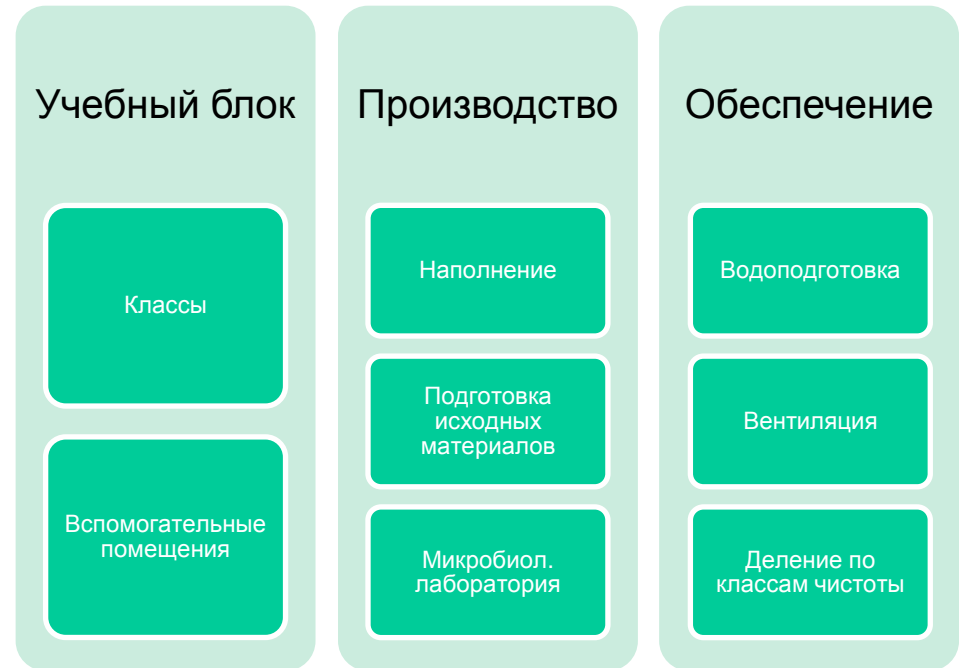 Учебный блок
Классы
Вспомогательные
помещения
Производство
Наполнение
Подготовка
исходных
материалов
Микробиол.
лаборатория
Обеспечение
Водоподготовка
Вентиляция
Деление по
классам чистоты